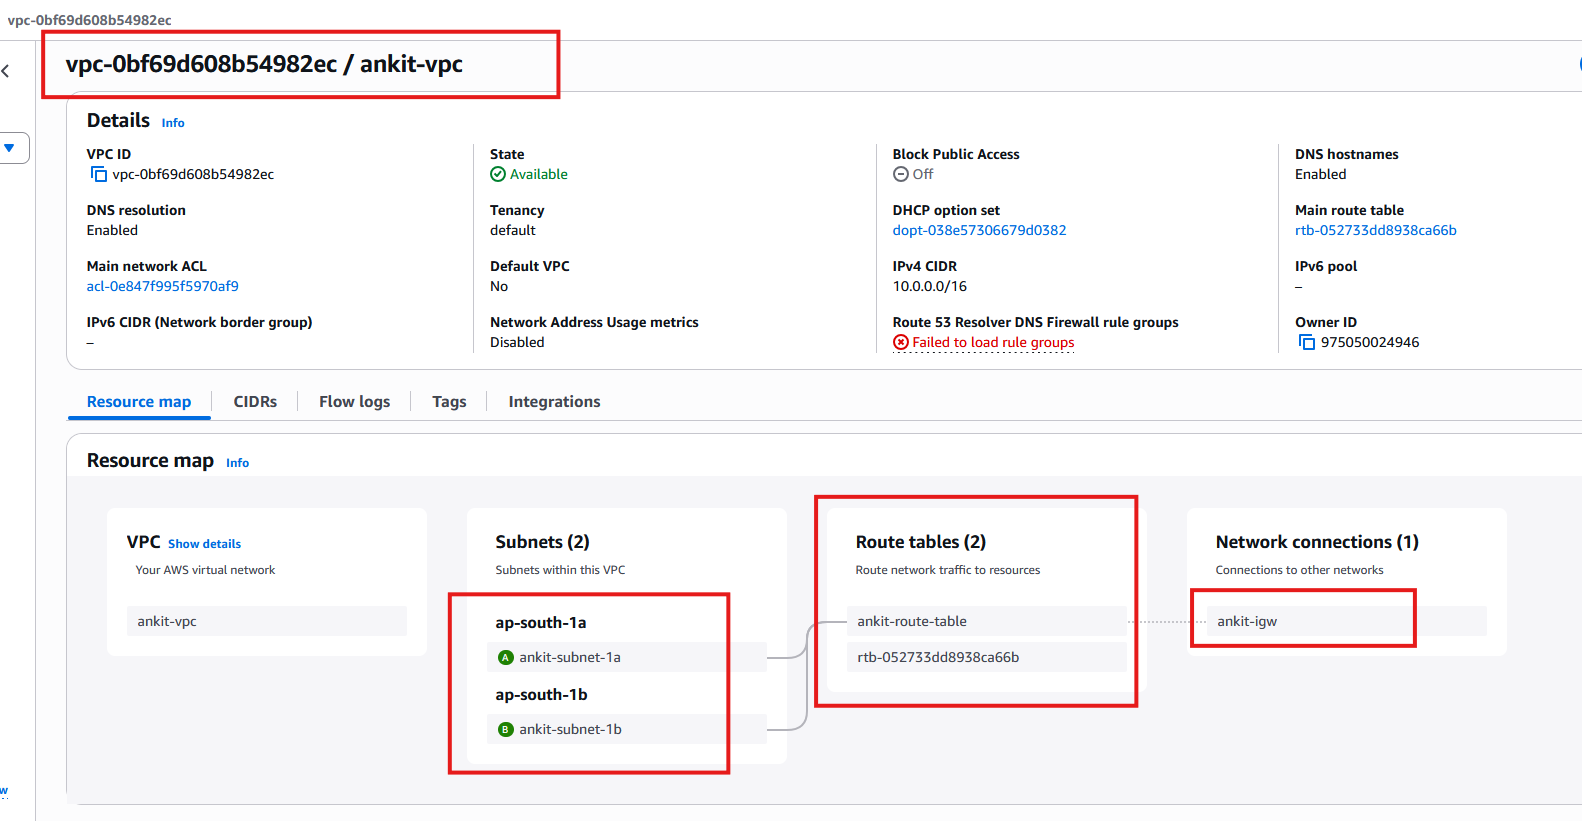 vpc-0bf69d608b54982ec
vpc-0bf69d608b54982ec / ankit-vpc
Details Info
VPC ID
vpc-0bf69d608b54982ec
State
Available
Block Public Access
Off
DNS hostnames
Enabled
DNS resolution
Enabled
Tenancy
default
DHCP option set
dopt-038e57306679d0382
Main route table
rtb-052733dd8938ca66b
Main network ACL
acl-0e847f995f5970af9
Default VPC
No
IPv4 CIDR
10.0.0.0/16
IPv6 pool
–
IPv6 CIDR (Network border group)
–
Network Address Usage metrics
Disabled
Route 53 Resolver DNS Firewall rule groups
Failed to load rule groups
Owner ID
975050024946
Resource map
CIDRs
Flow logs
Tags
Integrations
Resource map Info
VPC Show details
Your AWS virtual network
ankit-vpc
Subnets (2)
Subnets within this VPC
ap-south-1a
A ankit-subnet-1a
ap-south-1b
B ankit-subnet-1b
Route tables (2)
Route network traffic to resources
ankit-route-table
rtb-052733dd8938ca66b
Network connections (1)
Connections to other networks
ankit-igw